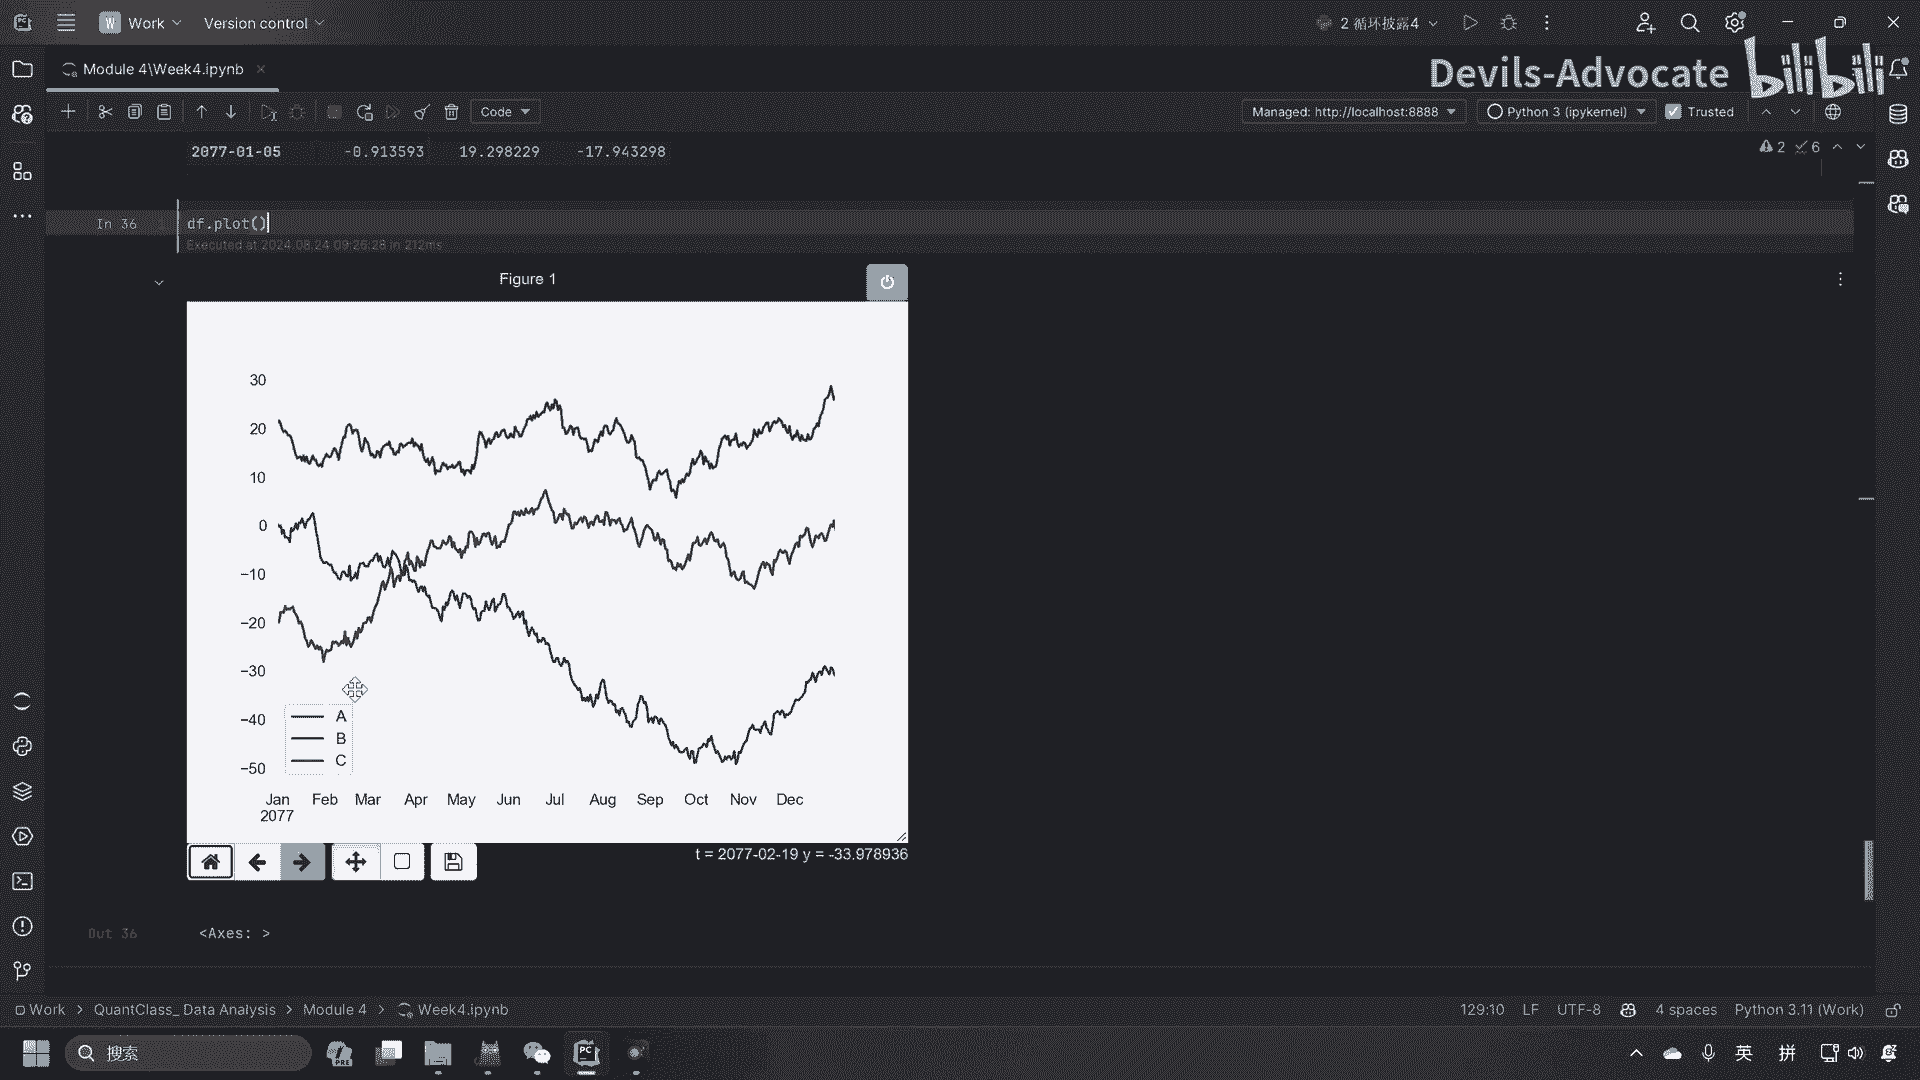 W Work Version control 2 循环披露4
Module 4\Week4.ipynb
Devils-Advocate bilibili
Code Managed: http://localhost:8888 Python 3 (ipykernel) Trusted
2077-01-05 -0.913593 19.298229 -17.943298
2 6
In 36 1 df.plot()
Executed at 2024.08.24 09:26:28 in 212ms
Figure 1
30
20
10
0
−10
−20
−30
−40
−50
A
B
C
Jan Feb Mar Apr May Jun Jul Aug Sep Oct Nov Dec
2077
t = 2077-02-19 y = -33.978936
Out 36 <Axes: >
Work QuantClass_ Data Analysis Module 4 Week4.ipynb 129:10 LF UTF-8 4 spaces Python 3.11 (Work)
搜索 PRE PC 英 拼